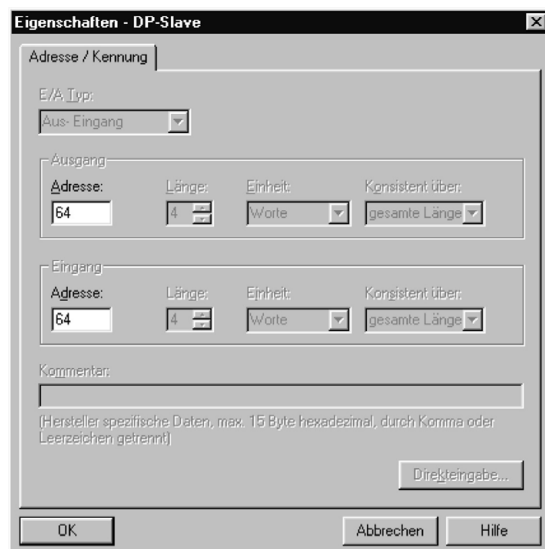 Eigenschaften - DP-Slave
Adresse / Kennung
E/A Typ:
Aus- Eingang
Ausgang
Adresse: Länge: Einheit: Konsistent über:
64 4 Worte gesamte Länge
Eingang
Adresse: Länge: Einheit: Konsistent über:
64 4 Worte gesamte Länge
Kommentar:
(Hersteller spezifische Daten, max. 15 Byte hexadezimal, durch Komma oder
Leerzeichen getrennt)
Direkteingabe...
OK Abbrechen Hilfe